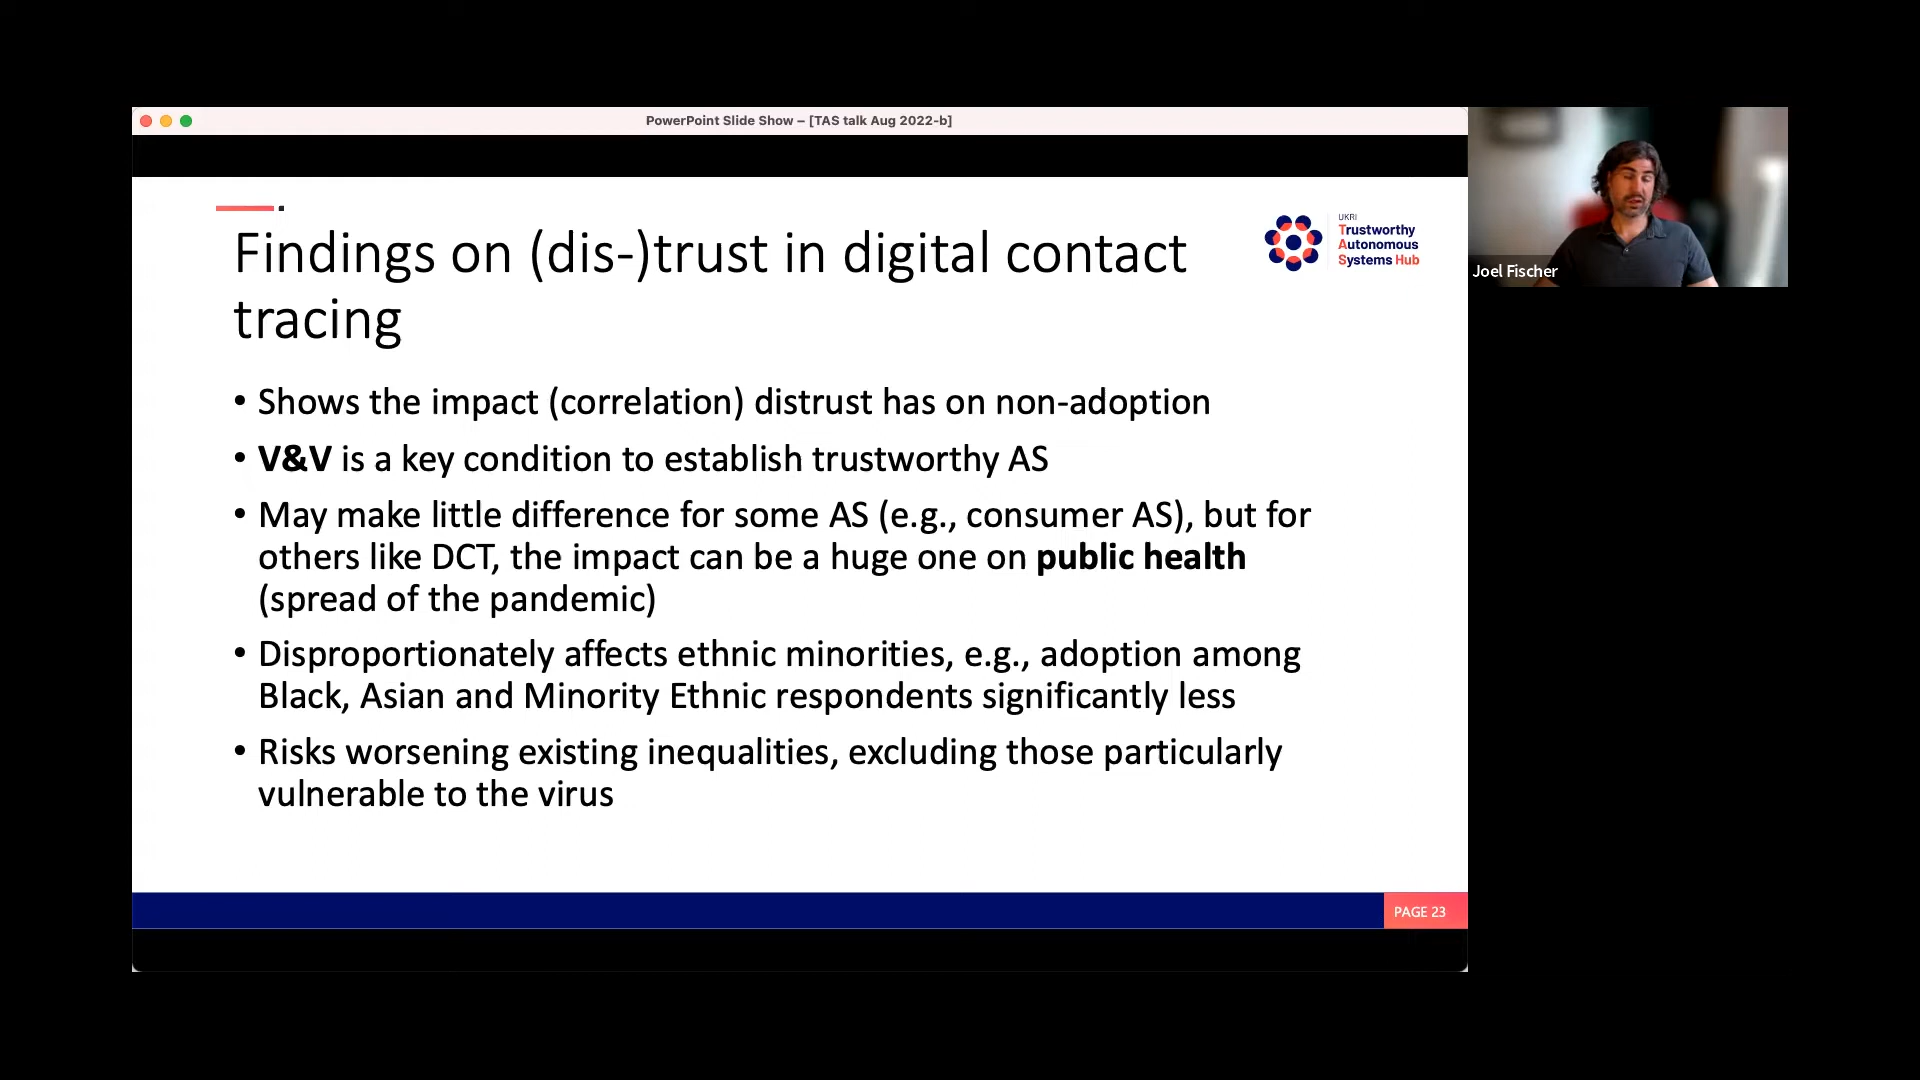 PowerPoint Slide Show – [TAS talk Aug 2022-b]
Findings on (dis-)trust in digital contact
tracing
UKRI
Trustworthy
Autonomous
Systems Hub
Joel Fischer
• Shows the impact (correlation) distrust has on non-adoption
• V&V is a key condition to establish trustworthy AS
• May make little difference for some AS (e.g., consumer AS), but for
others like DCT, the impact can be a huge one on public health
(spread of the pandemic)
• Disproportionately affects ethnic minorities, e.g., adoption among
Black, Asian and Minority Ethnic respondents significantly less
• Risks worsening existing inequalities, excluding those particularly
vulnerable to the virus
PAGE 23